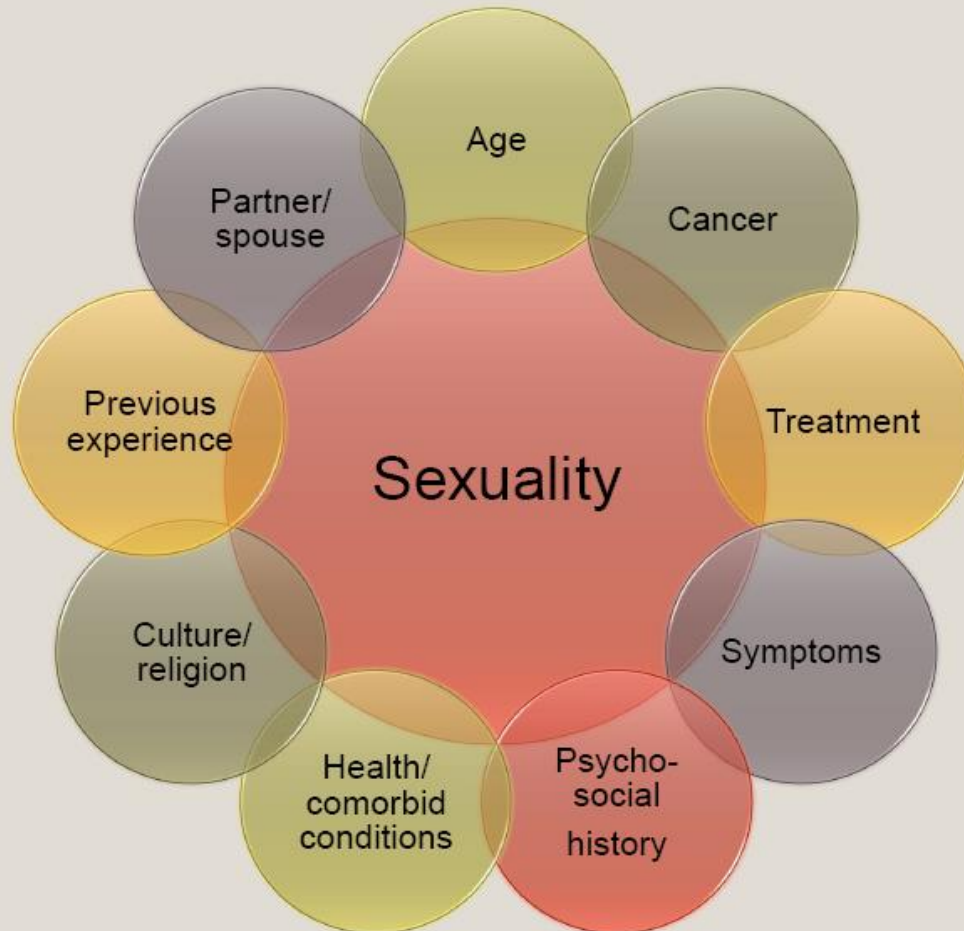 Age
Partner/
spouse
Cancer
Previous
experience
Treatment
Sexuality
Culture/
religion
Symptoms
Health/
comorbid
conditions
Psycho-
social
history